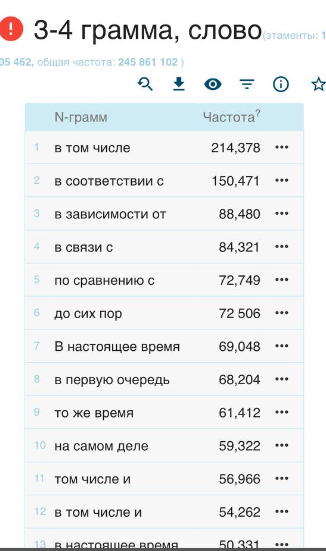 ! 3-4 грамма, слово (этаменты: 1
05 462, общая частота: 245 861 102 )
N-грамм Частота?
1 в том числе 214,378 •••
2 в соответствии с 150,471 •••
3 в зависимости от 88,480 •••
4 в связи с 84,321 •••
5 по сравнению с 72,749 •••
6 до сих пор 72 506 •••
7 В настоящее время 69,048 •••
8 в первую очередь 68,204 •••
9 то же время 61,412 •••
10 на самом деле 59,322 •••
11 том числе и 56,966 •••
12 в том числе и 54,262 •••
13 в настоящее время 50,331 •••